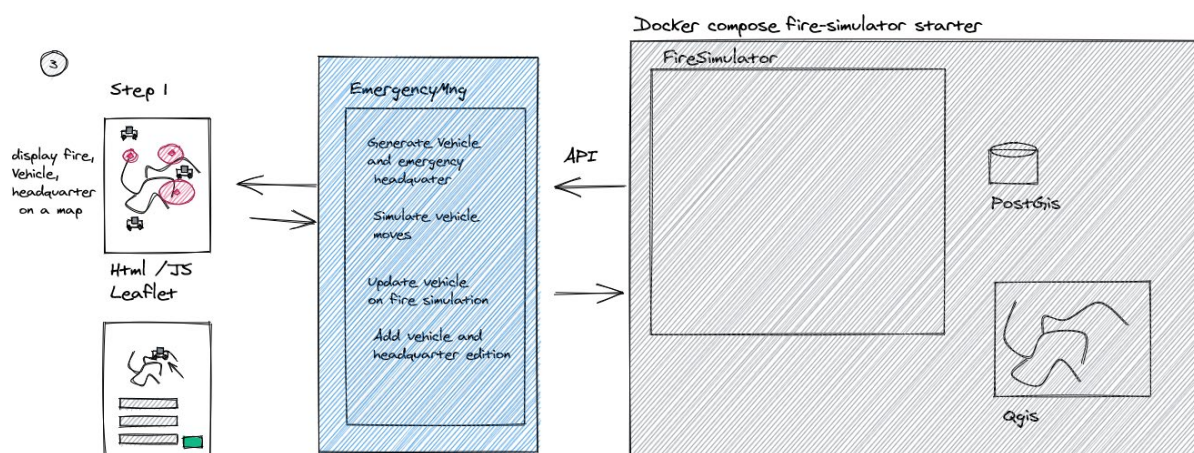 Docker compose fire-simulator starter
3
Step 1
display fire,
Vehicle,
headquarter
on a map
Html / JS
Leaflet
EmergencyMng
Generate Vehicle
and emergency
headquater
Simulate vehicle
moves
Update vehicle
on fire simulation
Add vehicle and
headquarter edition
API
FireSimulator
PostGis
Qgis